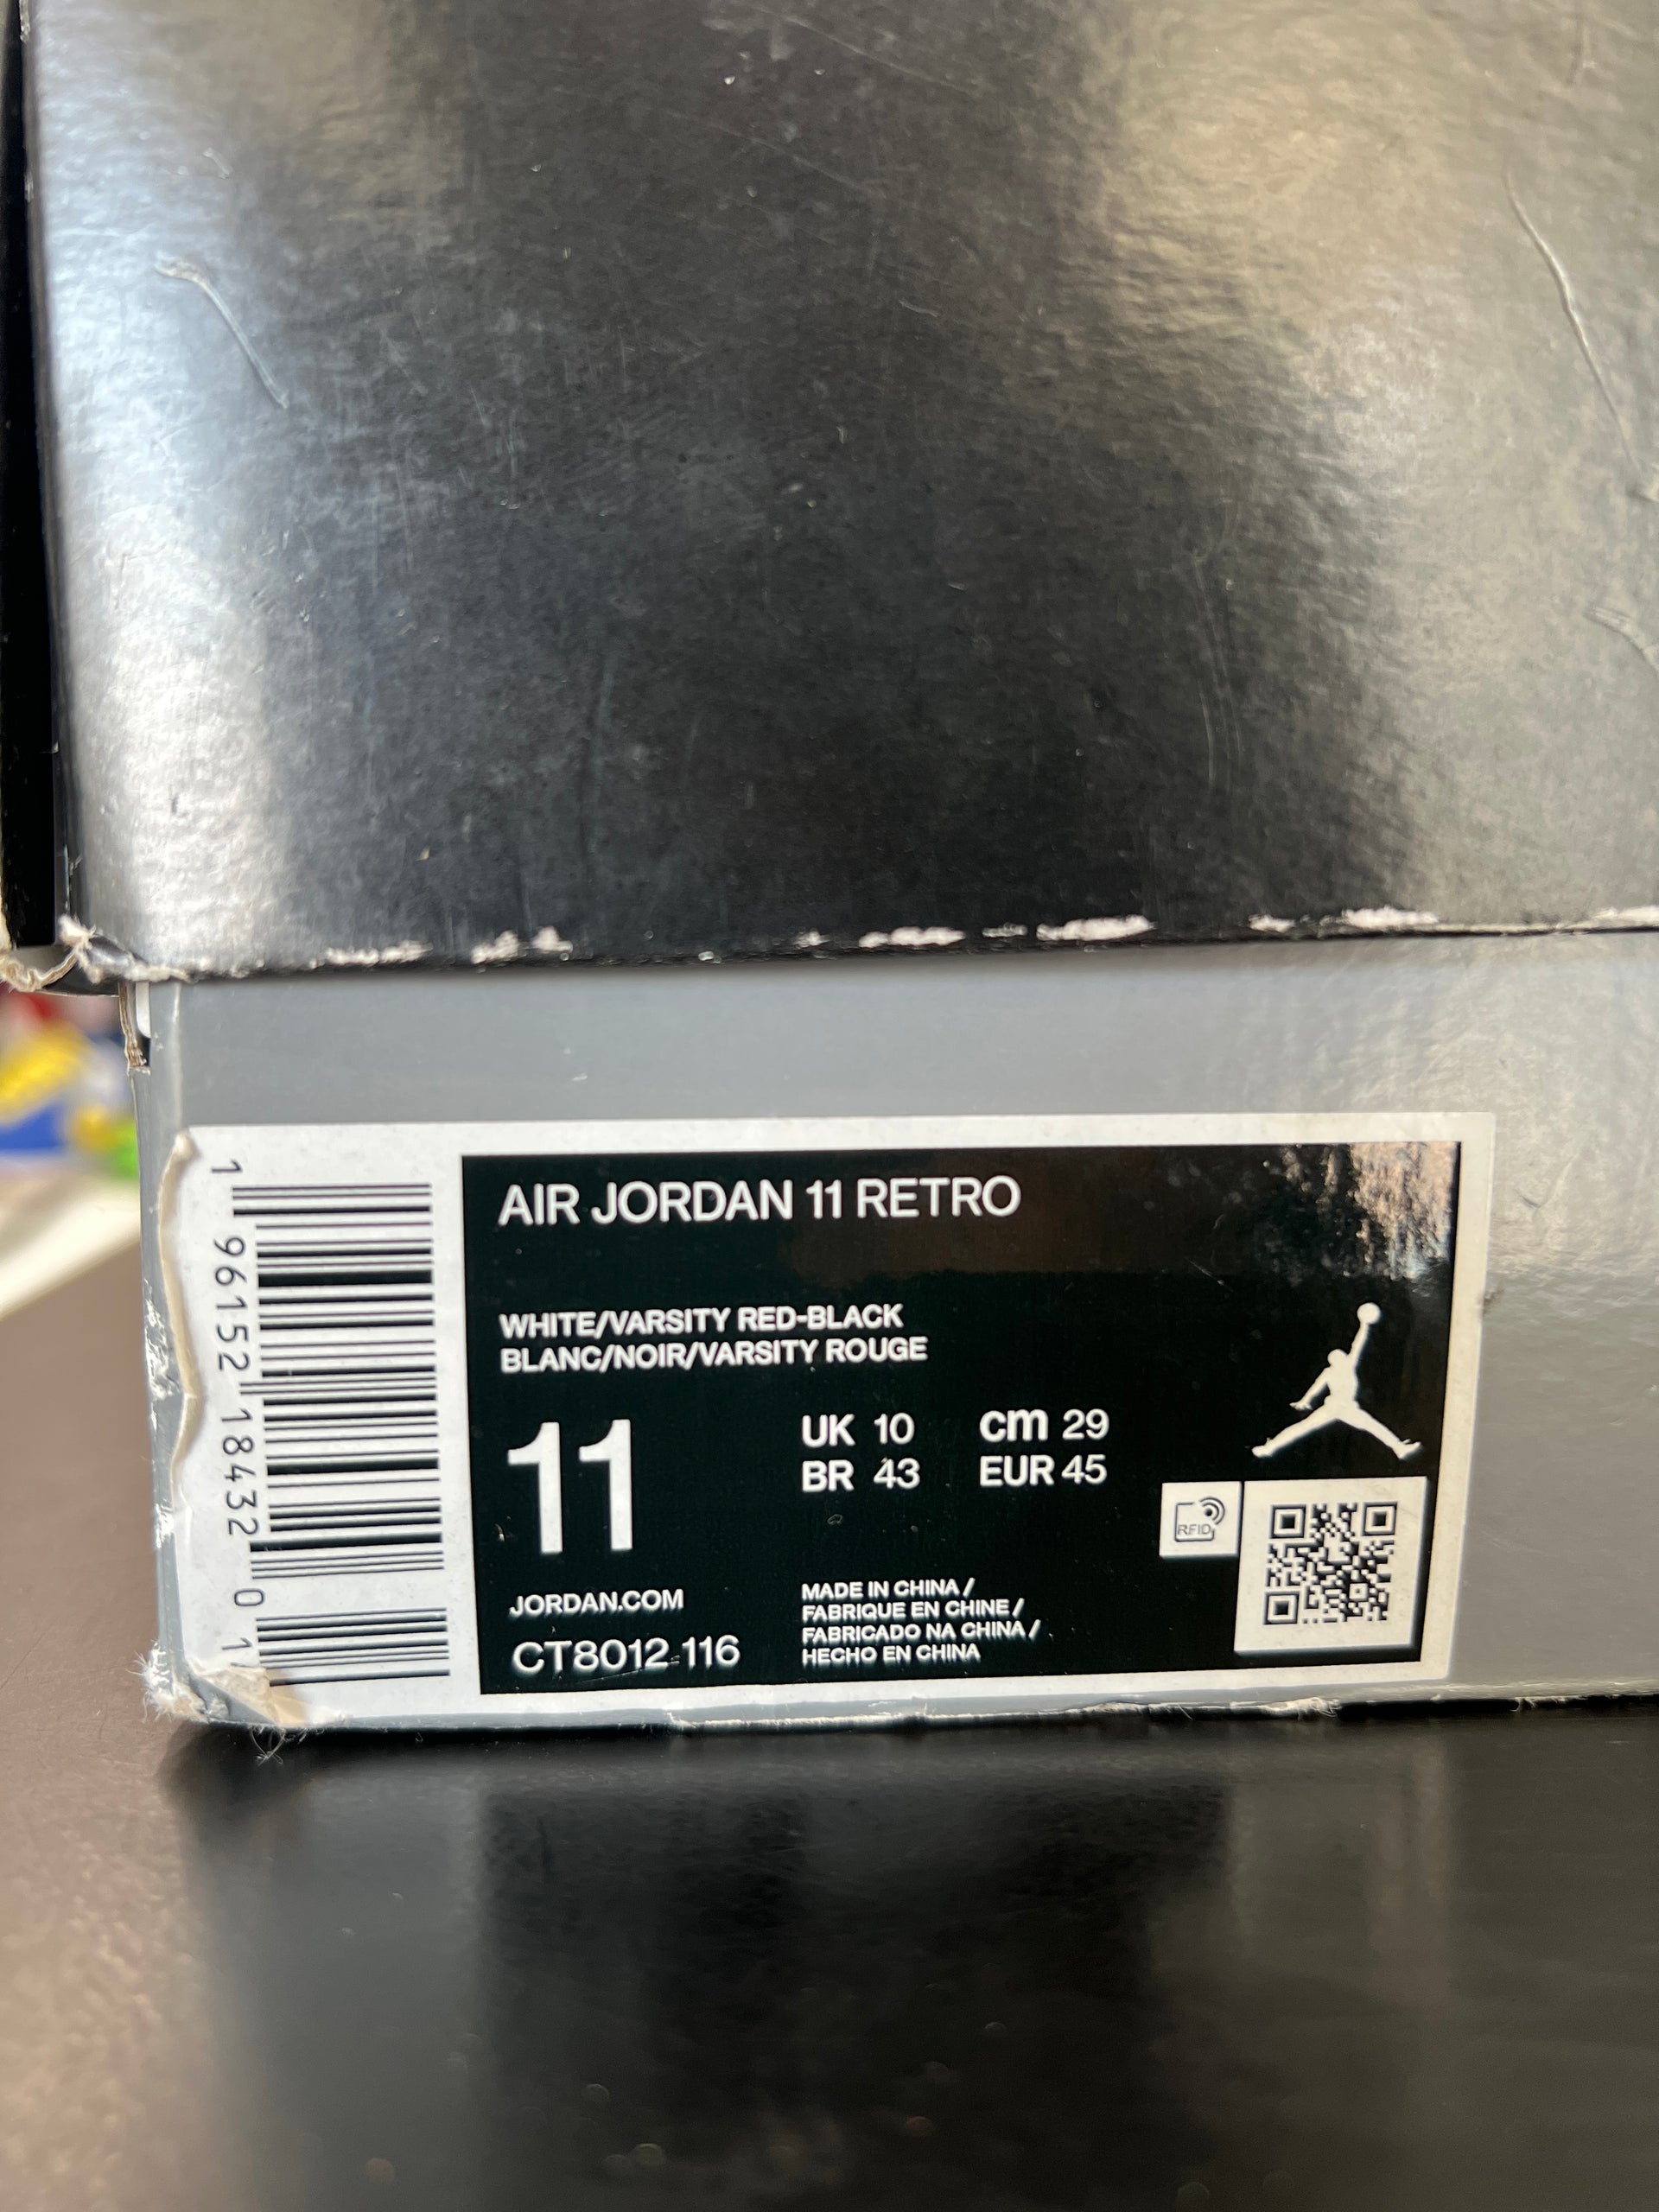 1 96152 18432 0 1
AIR JORDAN 11 RETRO
WHITE/VARSITY RED-BLACK
BLANC/NOIR/VARSITY ROUGE
11
UK 10 cm 29
BR 43 EUR 45
RFID
JORDAN.COM
CT8012-116
MADE IN CHINA /
FABRIQUE EN CHINE /
FABRICADO NA CHINA /
HECHO EN CHINA